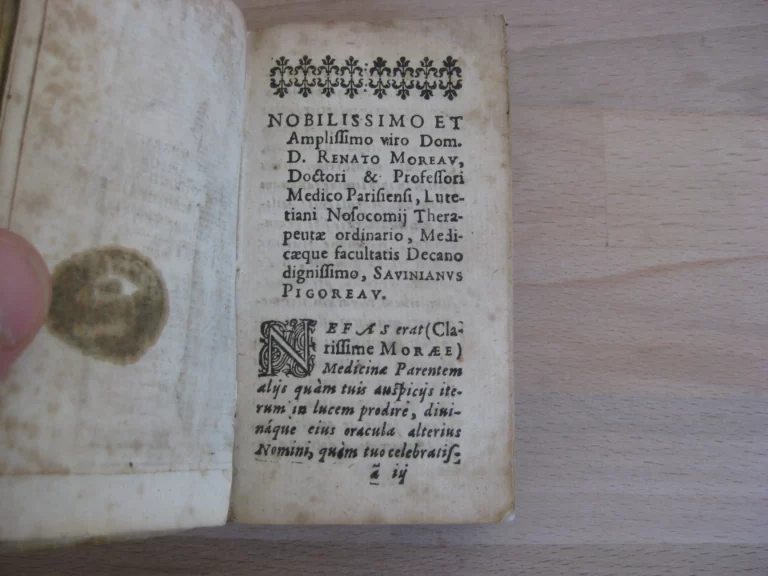 NOBILISSIMO ET
Ampliſſimo viro Dom.
D. RENATO MOREAV,
Doctori & Profeſſori
Medico Pariſienſi, Lute-
tiani Noſocomij Thera-
peutæ ordinario, Medi-
cæque facultatis Decano
digniſſimo, SAVINIANVS
PIGOREAV.
NEFAS erat (Cla-
riſſime MORÆE)
Medicinæ Parentem
alijs quàm tuis auſpicijs ite-
rum in lucem prodire, diui-
náque eius oracula alterius
Nomini, quàm tuo celebratiſ-
ã iij